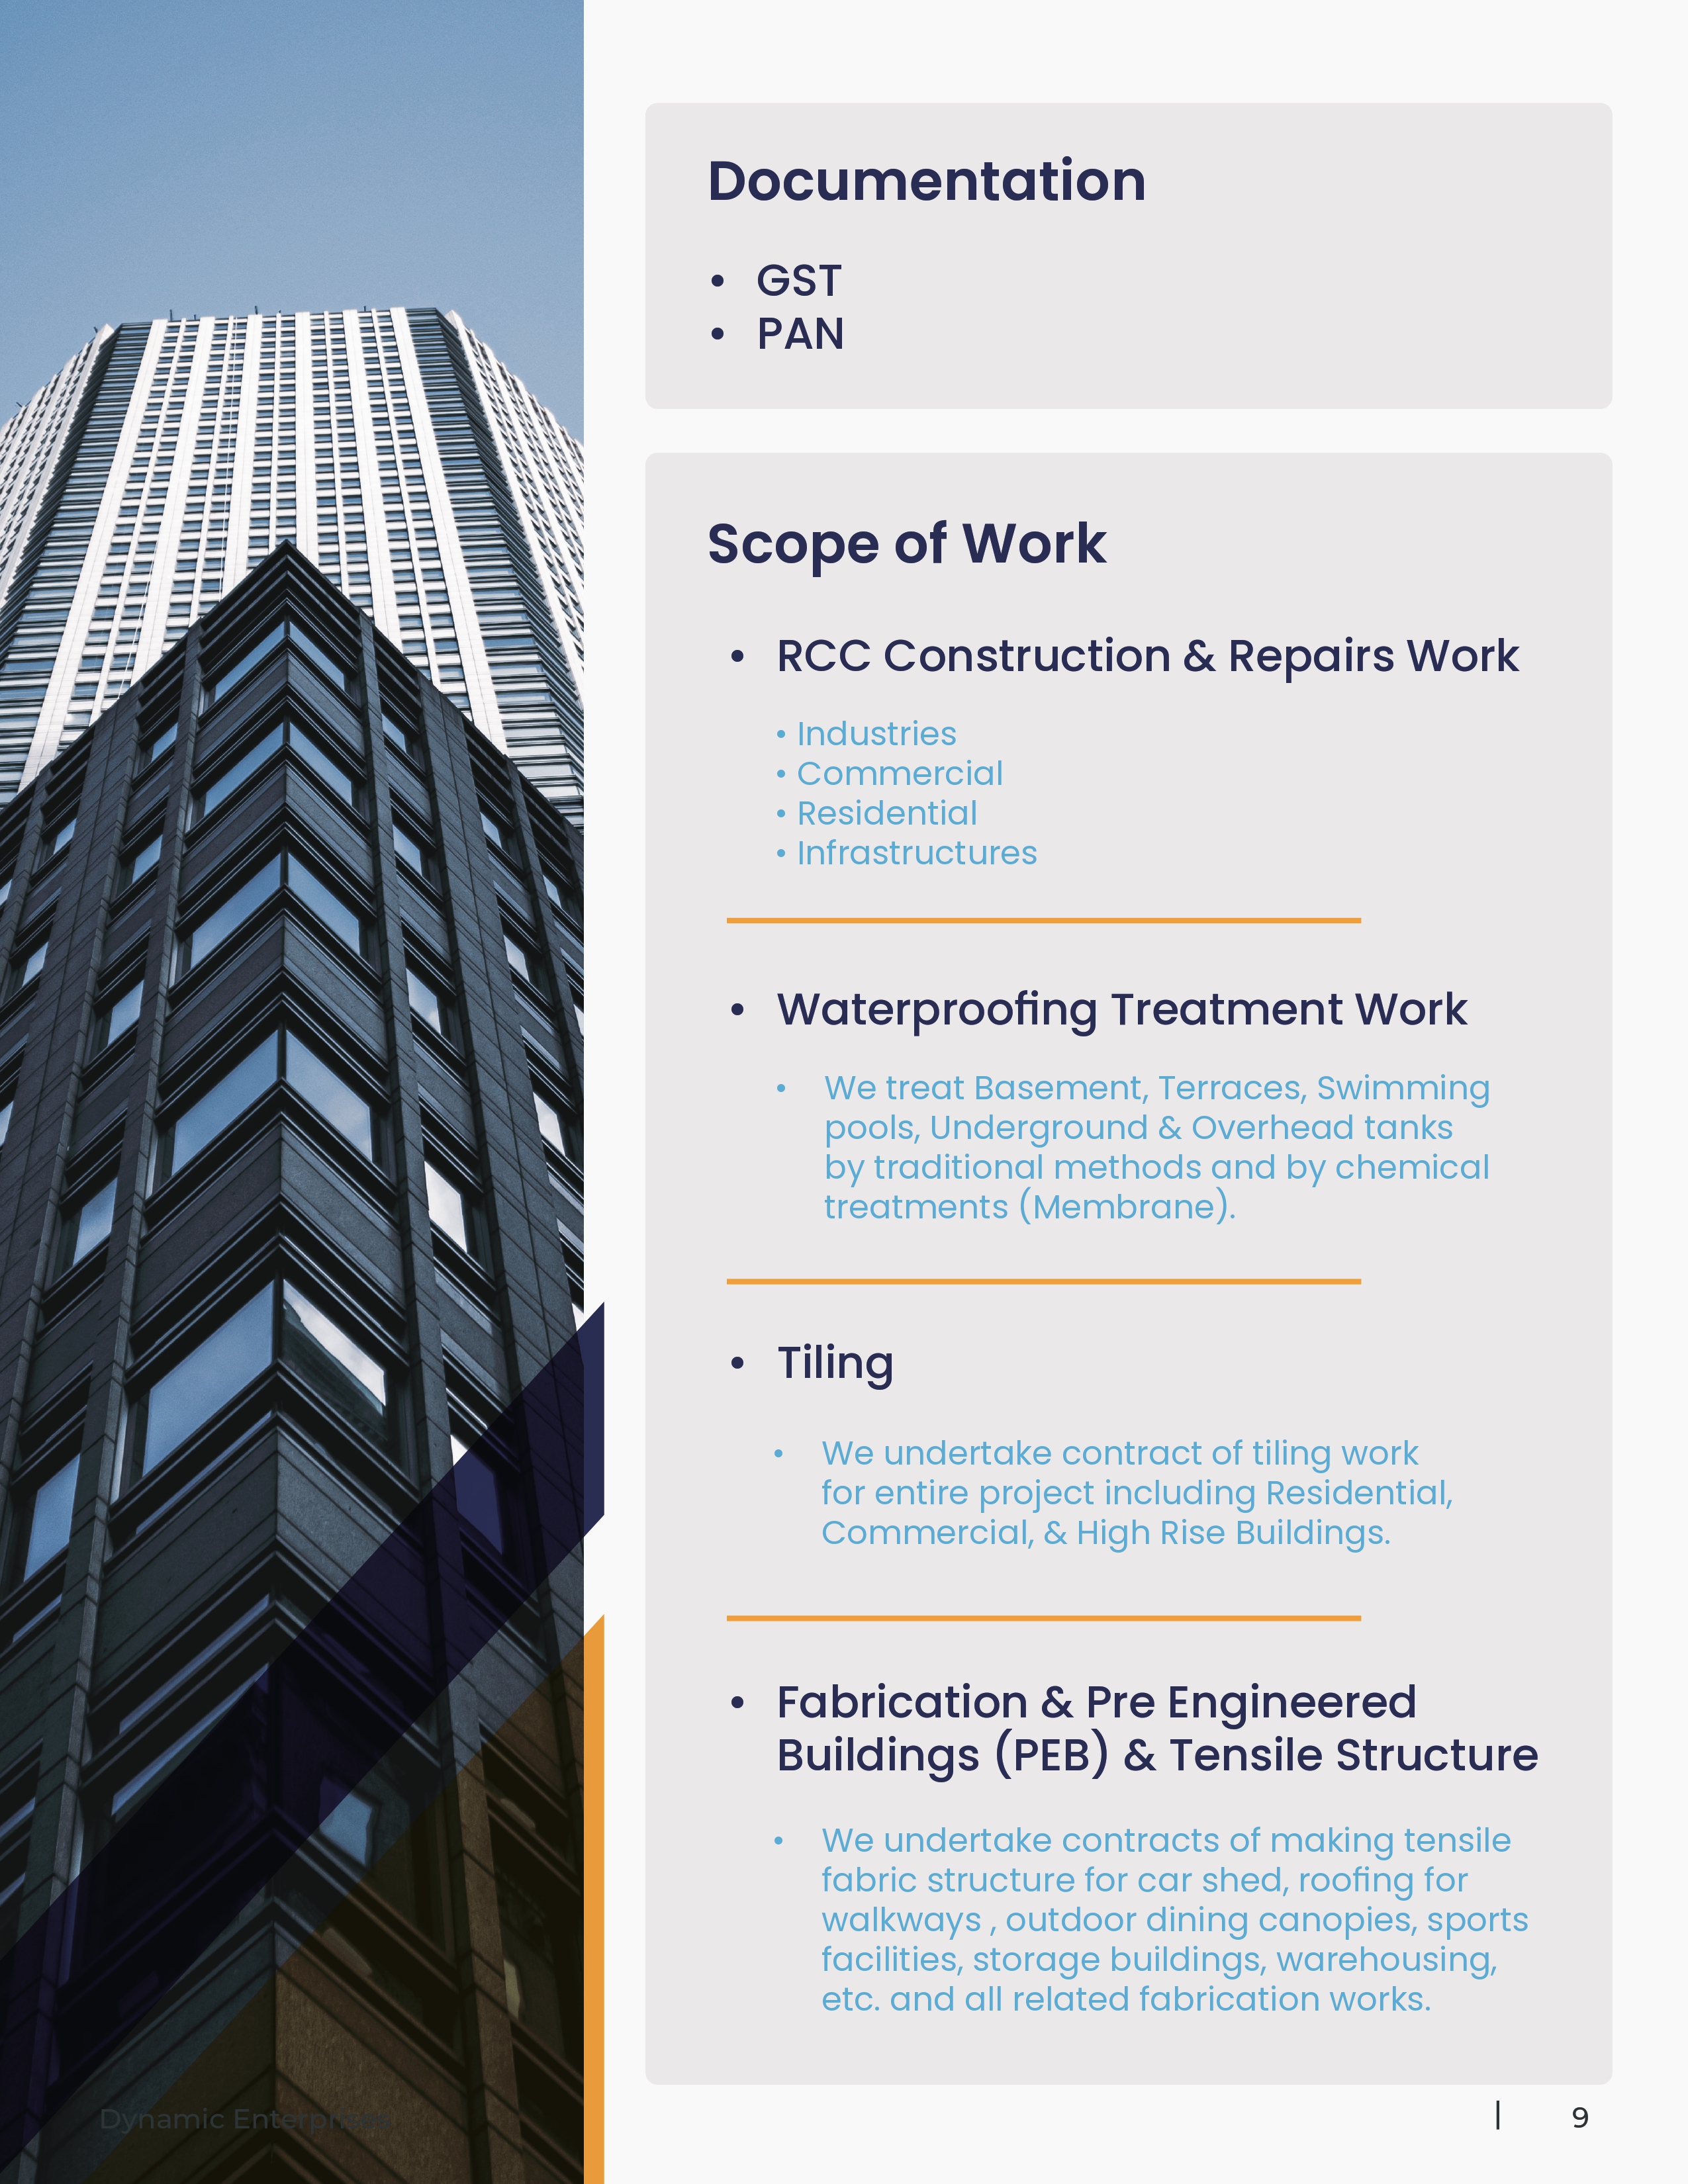 Documentation
• GST
• PAN
Scope of Work
• RCC Construction & Repairs Work
• Industries
• Commercial
• Residential
• Infrastructures
• Waterproofing Treatment Work
• We treat Basement, Terraces, Swimming
pools, Underground & Overhead tanks
by traditional methods and by chemical
treatments (Membrane).
• Tiling
• We undertake contract of tiling work
for entire project including Residential,
Commercial, & High Rise Buildings.
• Fabrication & Pre Engineered
Buildings (PEB) & Tensile Structure
• We undertake contracts of making tensile
fabric structure for car shed, roofing for
walkways , outdoor dining canopies, sports
facilities, storage buildings, warehousing,
etc. and all related fabrication works.
Dynamic Enterprises
| 9